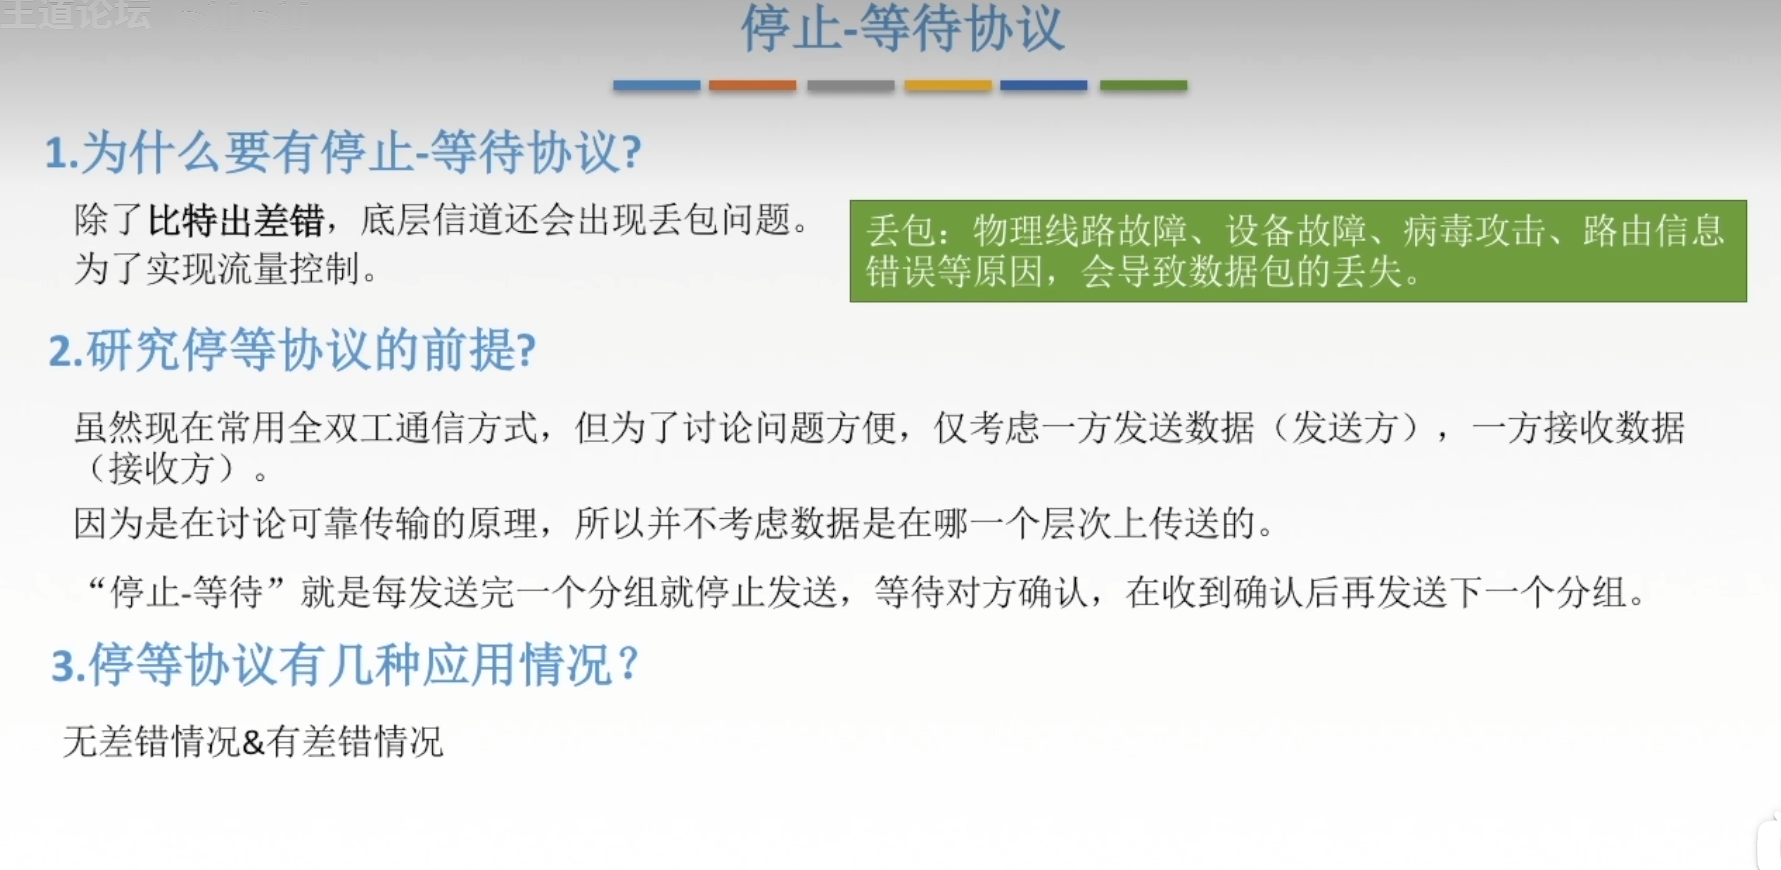 王道论坛
停止-等待协议
1.为什么要有停止-等待协议?
除了比特出差错，底层信道还会出现丢包问题。
为了实现流量控制。
丢包：物理线路故障、设备故障、病毒攻击、路由信息
错误等原因，会导致数据包的丢失。
2.研究停等协议的前提?
虽然现在常用全双工通信方式，但为了讨论问题方便，仅考虑一方发送数据（发送方），一方接收数据
（接收方）。
因为是在讨论可靠传输的原理，所以并不考虑数据是在哪一个层次上传送的。
“停止-等待”就是每发送完一个分组就停止发送，等待对方确认，在收到确认后再发送下一个分组。
3.停等协议有几种应用情况？
无差错情况&有差错情况